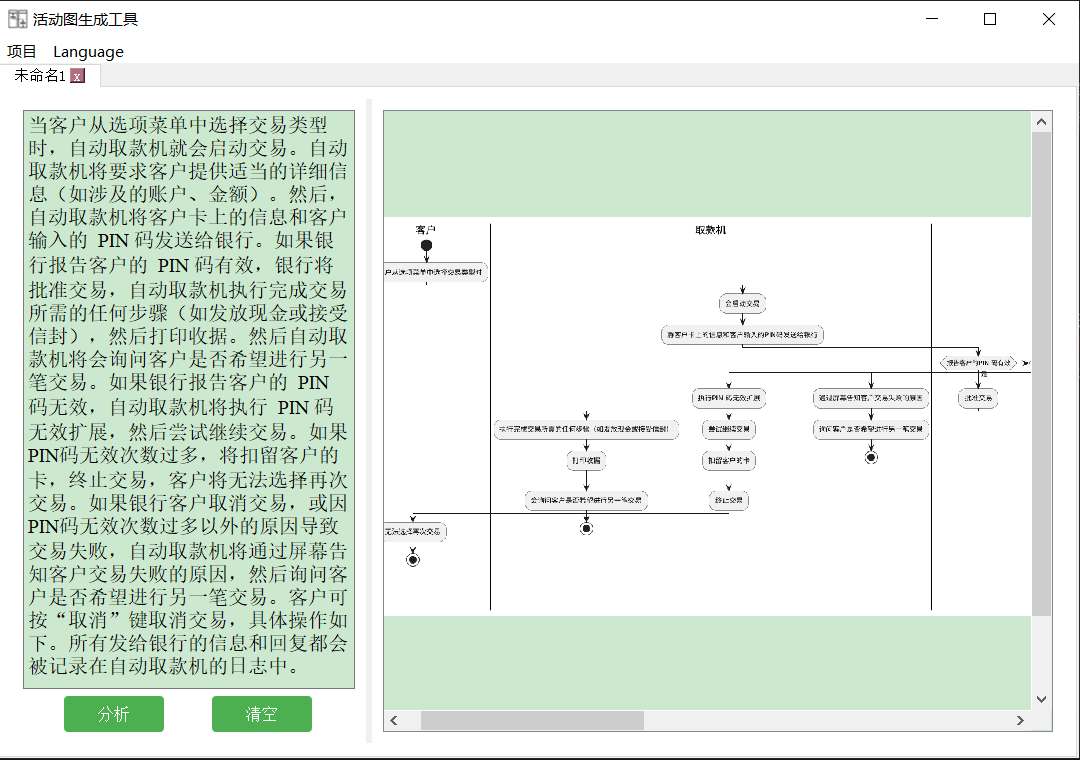 活动图生成工具
项目 Language
未命名1 x
当客户从选项菜单中选择交易类型
时，自动取款机就会启动交易。自动
取款机将要求客户提供适当的详细信
息（如涉及的账户、金额）。然后，
自动取款机将客户卡上的信息和客户
输入的 PIN 码发送给银行。如果银
行报告客户的 PIN 码有效，银行将
批准交易，自动取款机执行完成交易
所需的任何步骤（如发放现金或接受
信封），然后打印收据。然后自动取
款机将会询问客户是否希望进行另一
笔交易。如果银行报告客户的 PIN
码无效，自动取款机将执行 PIN 码
无效扩展，然后尝试继续交易。如果
PIN码无效次数过多，将扣留客户的
卡，终止交易，客户将无法选择再次
交易。如果银行客户取消交易，或因
PIN码无效次数过多以外的原因导致
交易失败，自动取款机将通过屏幕告
知客户交易失败的原因，然后询问客
户是否希望进行另一笔交易。客户可
按“取消”键取消交易，具体操作如
下。所有发给银行的信息和回复都会
被记录在自动取款机的日志中。
分析
清空
客户
取款机
户从选项菜单中选择交易类型时
会启动交易
将客户卡上的信息和客户输入的PIN码发送给银行
报告客户的PIN 码有效
是
执行PIN 码无效扩展
通过屏幕告知客户交易失败的原因
批准交易
执行完成交易所需的任何步骤（如发放现金或接受信封）
尝试继续交易
询问客户是否希望进行另一笔交易
打印收据
扣留客户的卡
会询问客户是否希望进行另一笔交易
终止交易
无法选择再次交易